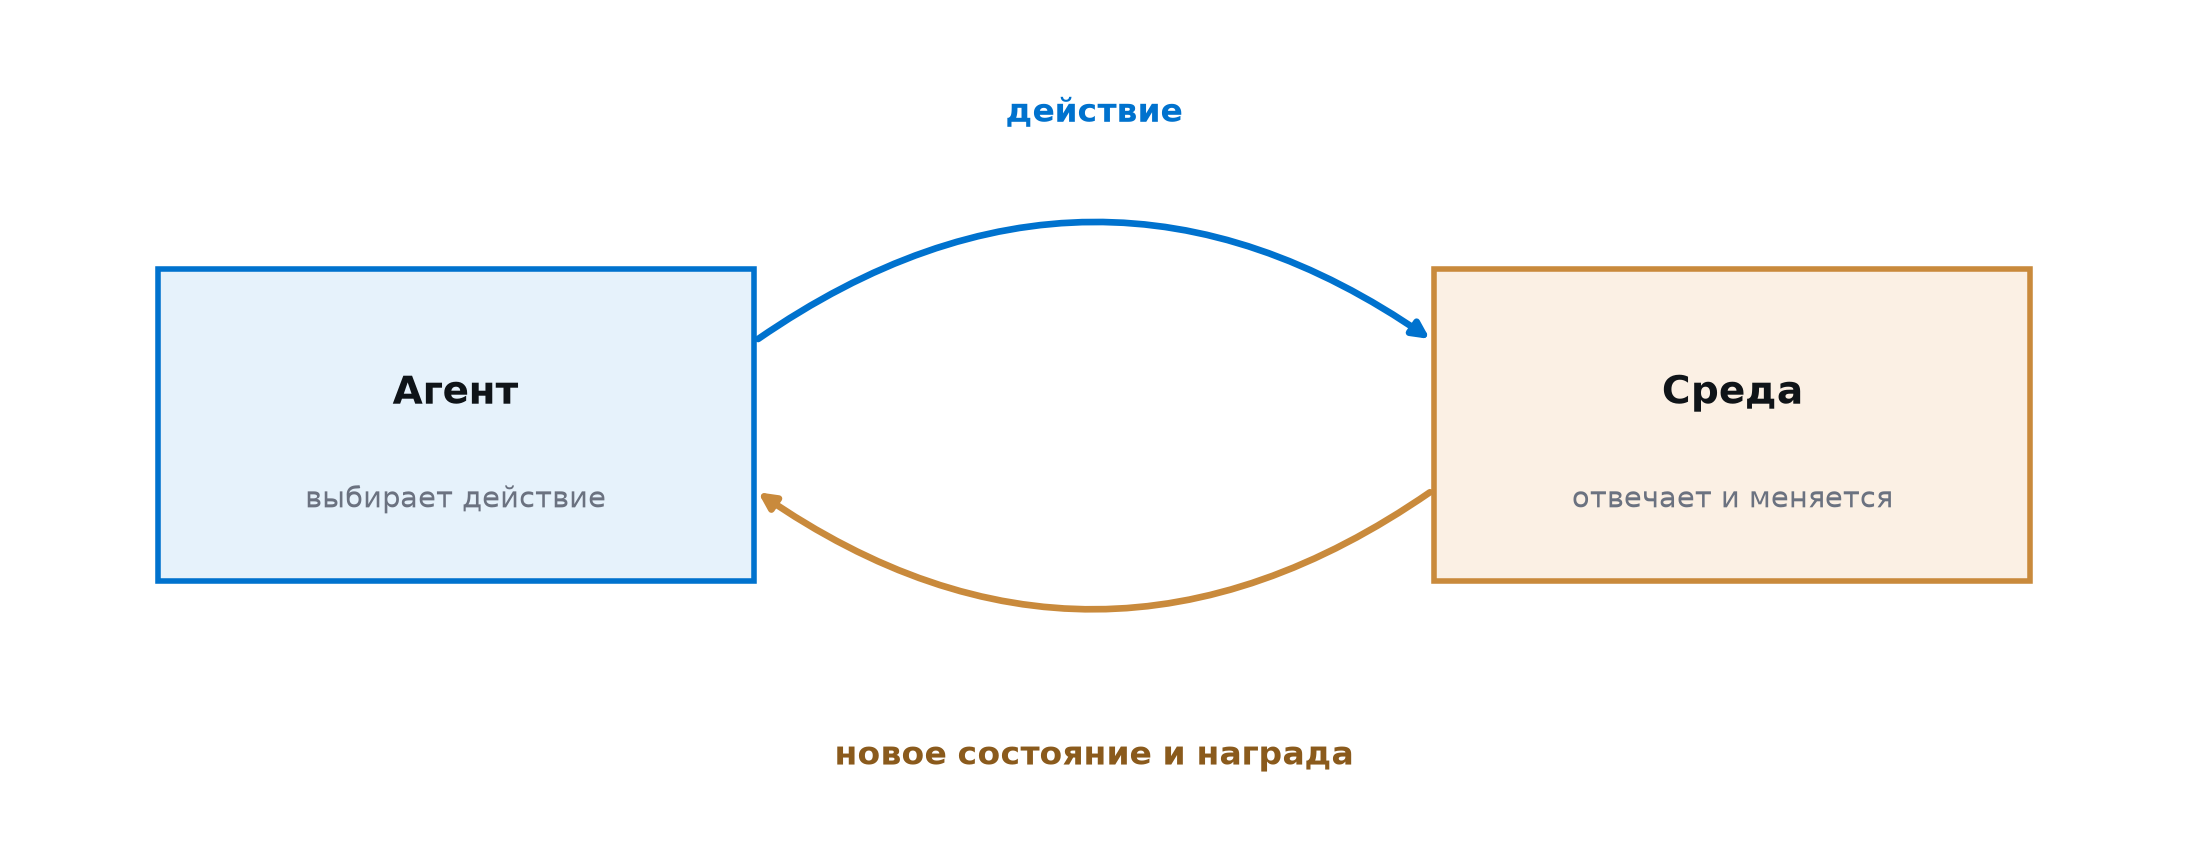 действие
Агент
выбирает действие
Среда
отвечает и меняется
новое состояние и награда